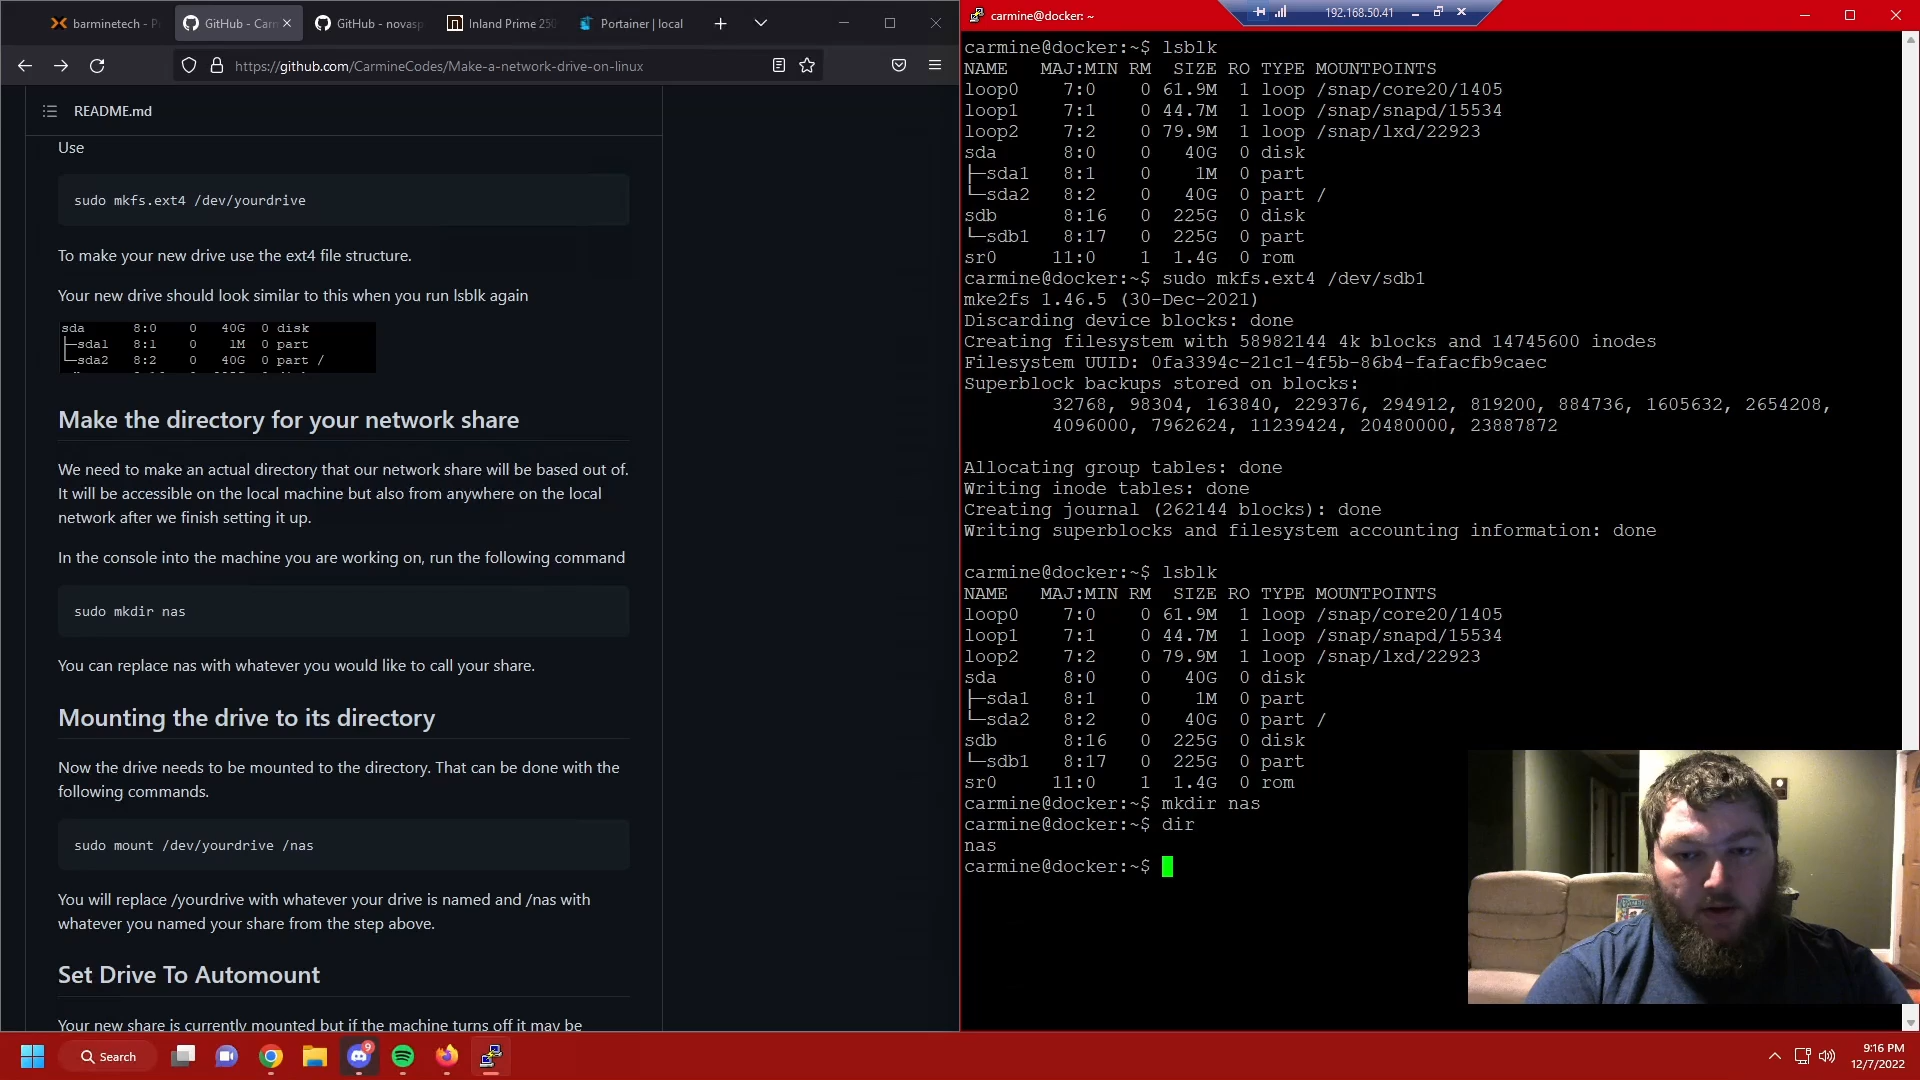 barminetech - P
GitHub - Carm
GitHub - novasp
Inland Prime 250
Portainer | local
https://github.com/CarmineCodes/Make-a-network-drive-on-linux
README.md
Use
sudo mkfs.ext4 /dev/yourdrive
To make your new drive use the ext4 file structure.
Your new drive should look similar to this when you run lsblk again
sda 8:0 0 40G 0 disk
├─sda1 8:1 0 1M 0 part
└─sda2 8:2 0 40G 0 part /
Make the directory for your network share
We need to make an actual directory that our network share will be based out of.
It will be accessible on the local machine but also from anywhere on the local
network after we finish setting it up.
In the console into the machine you are working on, run the following command
sudo mkdir nas
You can replace nas with whatever you would like to call your share.
Mounting the drive to its directory
Now the drive needs to be mounted to the directory. That can be done with the
following commands.
sudo mount /dev/yourdrive /nas
You will replace /yourdrive with whatever your drive is named and /nas with
whatever you named your share from the step above.
Set Drive To Automount
Your new share is currently mounted but if the machine turns off it may be
carmine@docker: ~
192.168.50.41
carmine@docker:~$ lsblk
NAME MAJ:MIN RM SIZE RO TYPE MOUNTPOINTS
loop0 7:0 0 61.9M 1 loop /snap/core20/1405
loop1 7:1 0 44.7M 1 loop /snap/snapd/15534
loop2 7:2 0 79.9M 1 loop /snap/lxd/22923
sda 8:0 0 40G 0 disk
├─sda1 8:1 0 1M 0 part
└─sda2 8:2 0 40G 0 part /
sdb 8:16 0 225G 0 disk
└─sdb1 8:17 0 225G 0 part
sr0 11:0 1 1.4G 0 rom
carmine@docker:~$ sudo mkfs.ext4 /dev/sdb1
mke2fs 1.46.5 (30-Dec-2021)
Discarding device blocks: done
Creating filesystem with 58982144 4k blocks and 14745600 inodes
Filesystem UUID: 0fa3394c-21c1-4f5b-86b4-fafacfb9caec
Superblock backups stored on blocks:
32768, 98304, 163840, 229376, 294912, 819200, 884736, 1605632, 2654208,
4096000, 7962624, 11239424, 20480000, 23887872
Allocating group tables: done
Writing inode tables: done
Creating journal (262144 blocks): done
Writing superblocks and filesystem accounting information: done
carmine@docker:~$ lsblk
NAME MAJ:MIN RM SIZE RO TYPE MOUNTPOINTS
loop0 7:0 0 61.9M 1 loop /snap/core20/1405
loop1 7:1 0 44.7M 1 loop /snap/snapd/15534
loop2 7:2 0 79.9M 1 loop /snap/lxd/22923
sda 8:0 0 40G 0 disk
├─sda1 8:1 0 1M 0 part
└─sda2 8:2 0 40G 0 part /
sdb 8:16 0 225G 0 disk
└─sdb1 8:17 0 225G 0 part
sr0 11:0 1 1.4G 0 rom
carmine@docker:~$ mkdir nas
carmine@docker:~$ dir
nas
carmine@docker:~$
Search
9
9:16 PM
12/7/2022